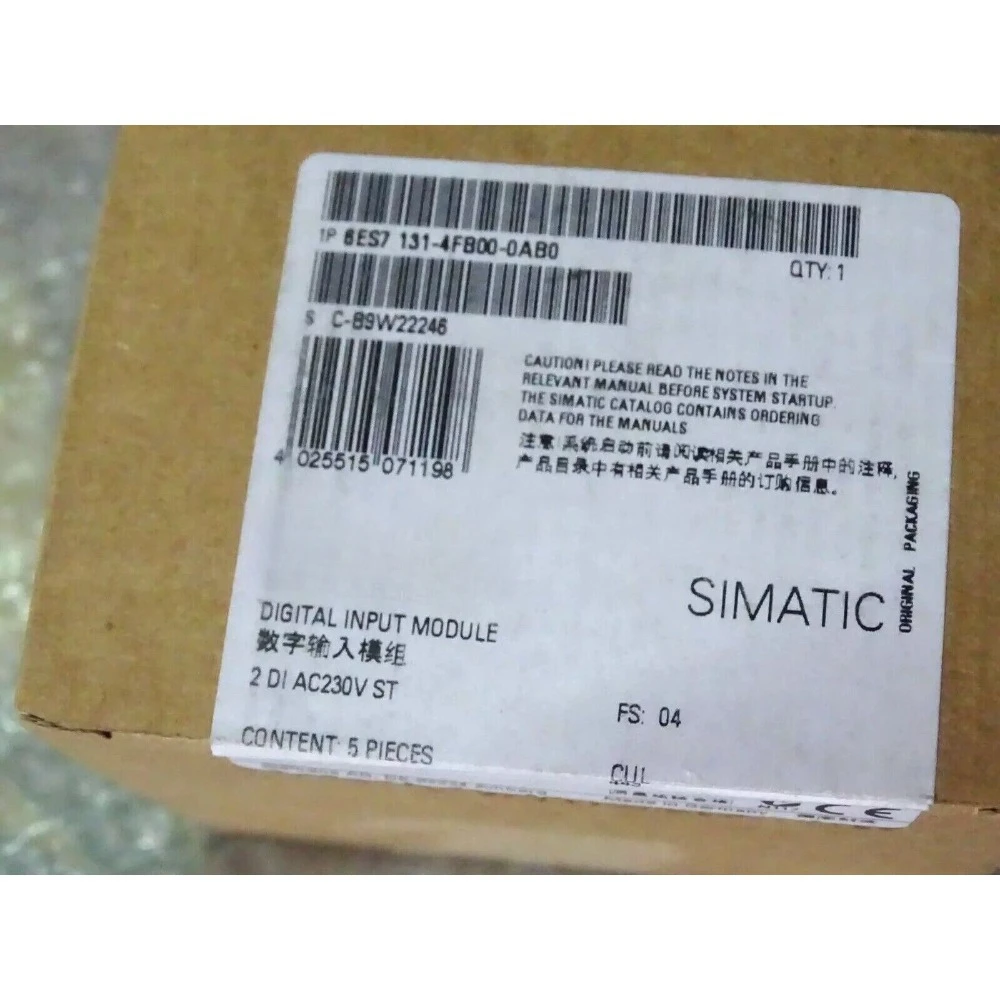 1P 6ES7 131-4FB00-0AB0
QTY: 1
S C-B9W22246
CAUTION! PLEASE READ THE NOTES IN THE
RELEVANT MANUAL BEFORE SYSTEM STARTUP.
THE SIMATIC CATALOG CONTAINS ORDERING
DATA FOR THE MANUALS
注意 系统启动前请阅读相关产品手册中的注释,
产品目录中有相关产品手册的订购信息。
4 025515 071198
ORIGINAL PACKAGING
SIMATIC
DIGITAL INPUT MODULE
数字输入模组
2 DI AC230V ST
FS: 04
CONTENT: 5 PIECES
CE